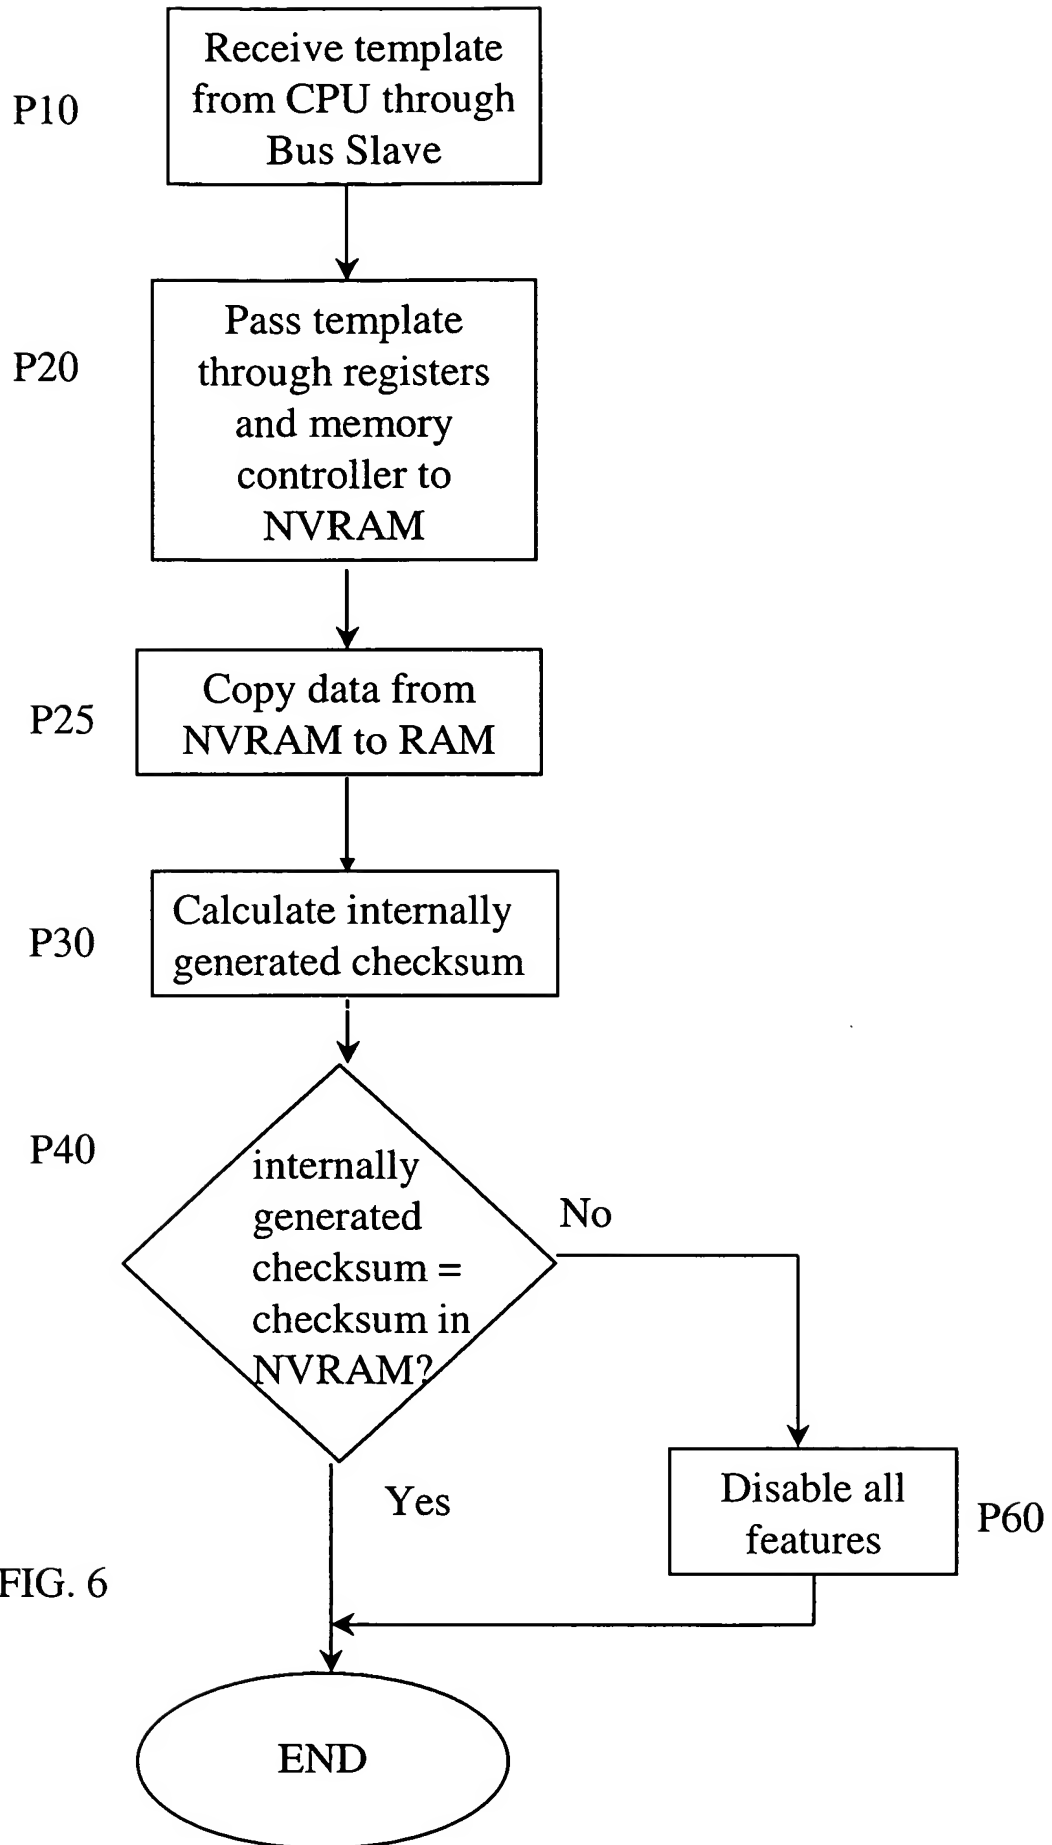 P10
Receive template
from CPU through
Bus Slave
P20
Pass template
through registers
and memory
controller to
NVRAM
P25
Copy data from
NVRAM to RAM
P30
Calculate internally
generated checksum
P40
internally
generated
checksum =
checksum in
NVRAM?
No
Yes
Disable all
features
P60
FIG. 6
END